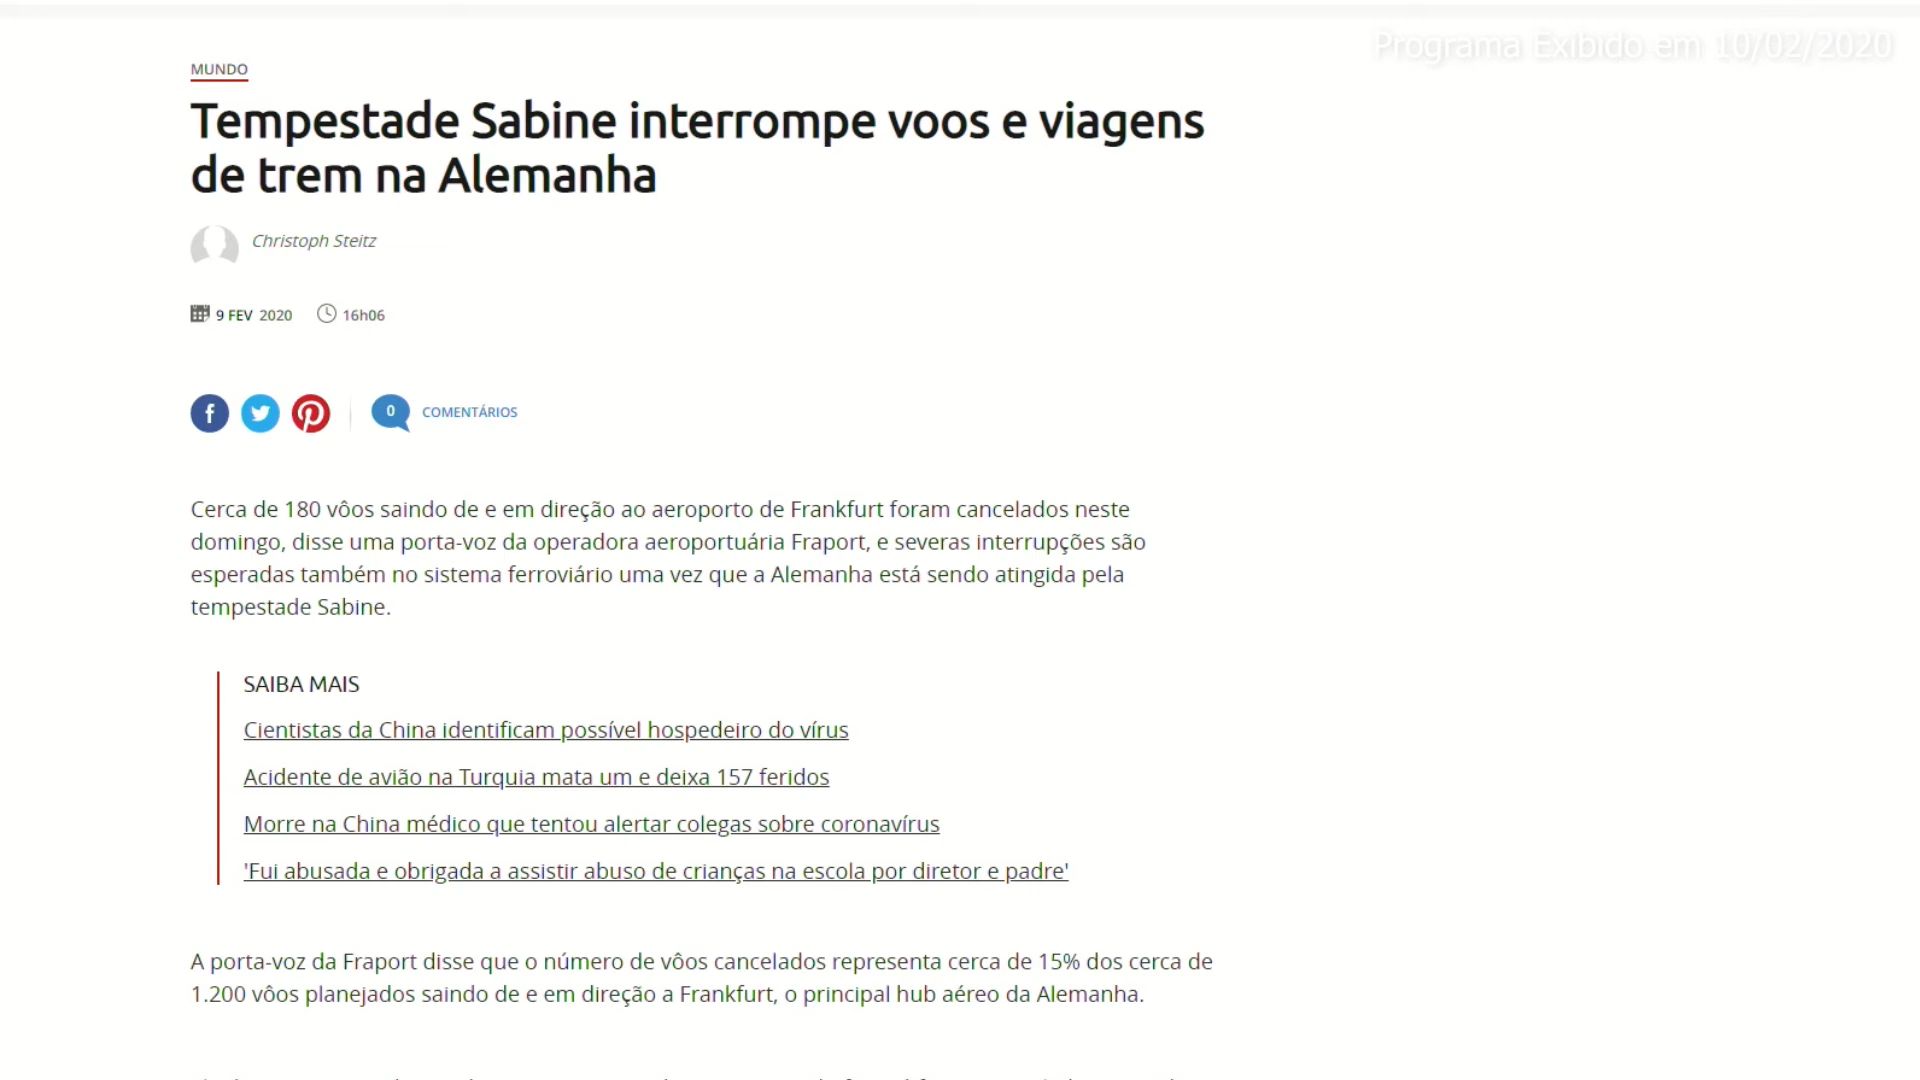 Programa Exibido em 10/02/2020
MUNDO
Tempestade Sabine interrompe voos e viagens
de trem na Alemanha
Christoph Steitz
9 FEV 2020 16h06
0 COMENTÁRIOS
Cerca de 180 vôos saindo de e em direção ao aeroporto de Frankfurt foram cancelados neste
domingo, disse uma porta-voz da operadora aeroportuária Fraport, e severas interrupções são
esperadas também no sistema ferroviário uma vez que a Alemanha está sendo atingida pela
tempestade Sabine.
SAIBA MAIS
Cientistas da China identificam possível hospedeiro do vírus
Acidente de avião na Turquia mata um e deixa 157 feridos
Morre na China médico que tentou alertar colegas sobre coronavírus
'Fui abusada e obrigada a assistir abuso de crianças na escola por diretor e padre'
A porta-voz da Fraport disse que o número de vôos cancelados representa cerca de 15% dos cerca de
1.200 vôos planejados saindo de e em direção a Frankfurt, o principal hub aéreo da Alemanha.